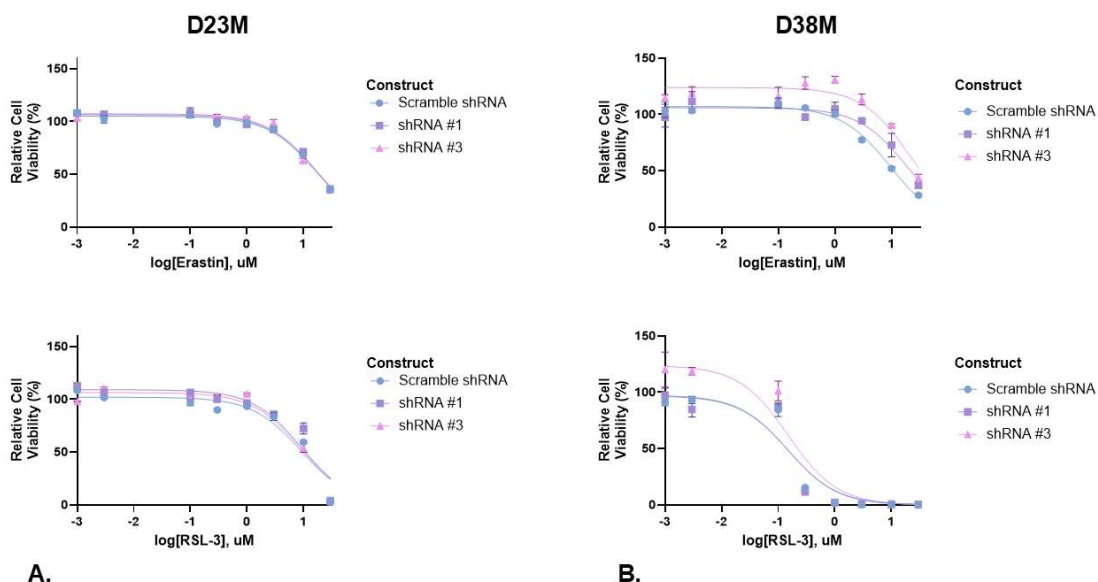 D23M
150
100
50
0
-3 -2 -1 0 1
Relative Cell
Viability (%)
log[Erastin], uM
Construct
Scramble shRNA
shRNA #1
shRNA #3
D38M
150
100
50
0
-3 -2 -1 0 1
Relative Cell
Viability (%)
log[Erastin], uM
Construct
Scramble shRNA
shRNA #1
shRNA #3
150
100
50
0
-3 -2 -1 0 1
Relative Cell
Viability (%)
log[RSL-3], uM
Construct
Scramble shRNA
shRNA #1
shRNA #3
150
100
50
0
-3 -2 -1 0 1
Relative Cell
Viability (%)
log[RSL-3], uM
Construct
Scramble shRNA
shRNA #1
shRNA #3
A.
B.